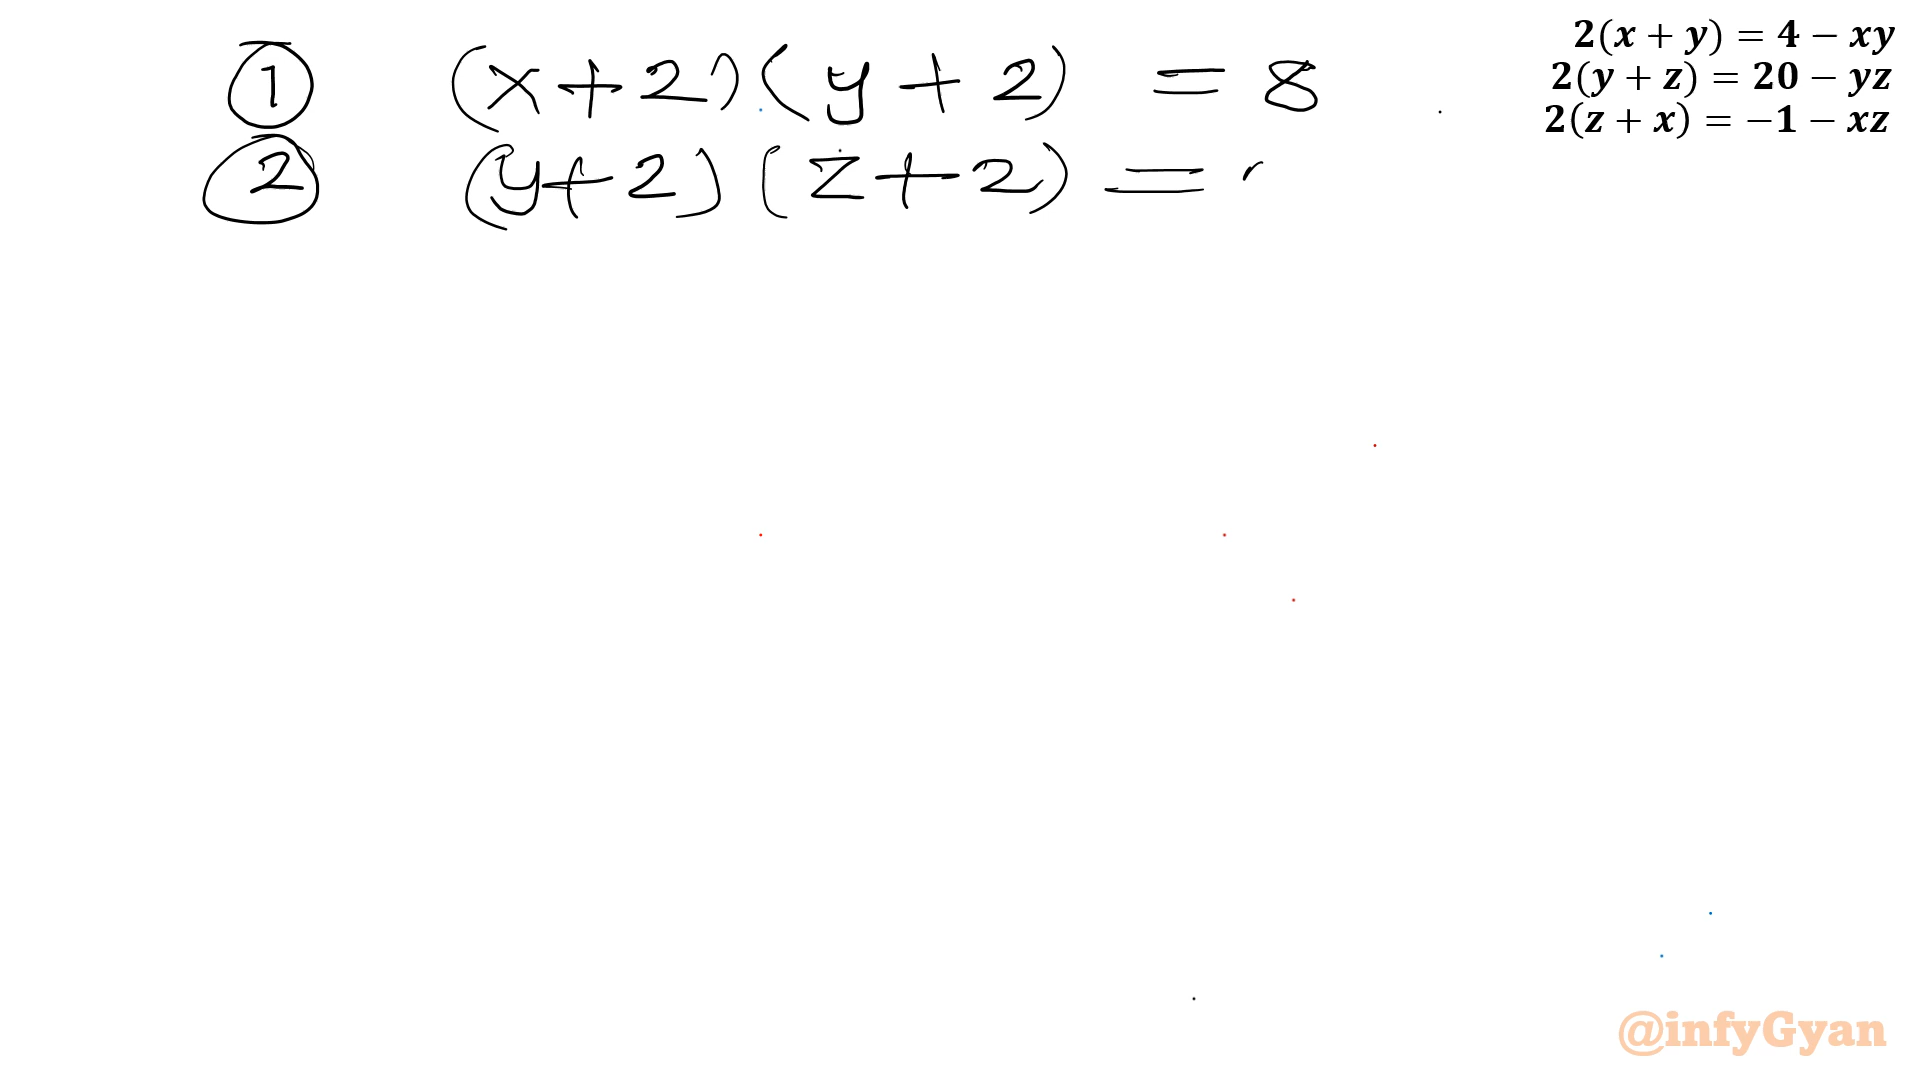 ① (x+2)(y+2) = 8
② (y+2)(z+2) =
2(x + y) = 4 − xy
2(y + z) = 20 − yz
2(z + x) = −1 − xz
@infyGyan